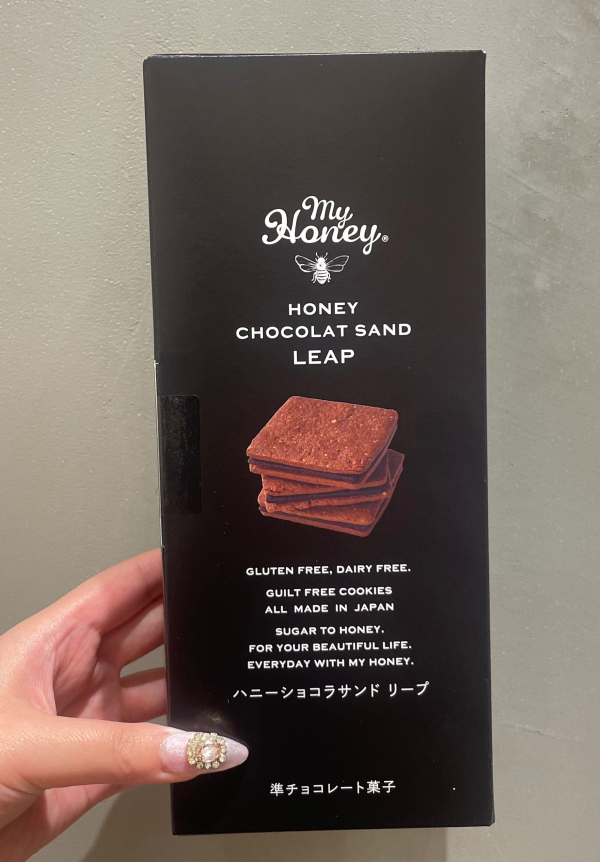 My
Honey®
HONEY
CHOCOLAT SAND
LEAP
GLUTEN FREE, DAIRY FREE.
GUILT FREE COOKIES
ALL MADE IN JAPAN
SUGAR TO HONEY.
FOR YOUR BEAUTIFUL LIFE.
EVERYDAY WITH MY HONEY.
ハニーショコラサンド リープ
準チョコレート菓子